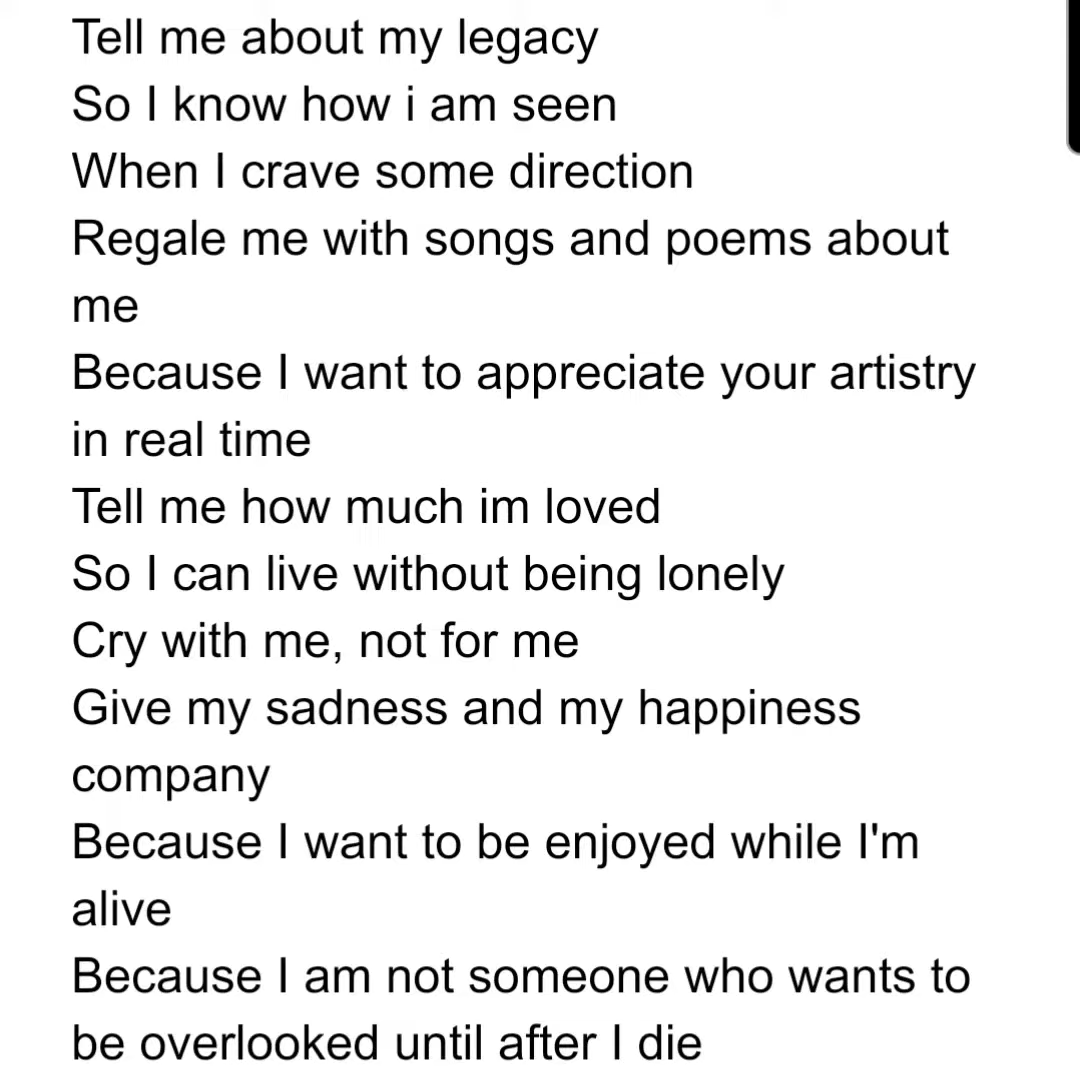 Tell me about my legacy
So I know how i am seen
When I crave some direction
Regale me with songs and poems about
me
Because I want to appreciate your artistry
in real time
Tell me how much im loved
So I can live without being lonely
Cry with me, not for me
Give my sadness and my happiness
company
Because I want to be enjoyed while I'm
alive
Because I am not someone who wants to
be overlooked until after I die